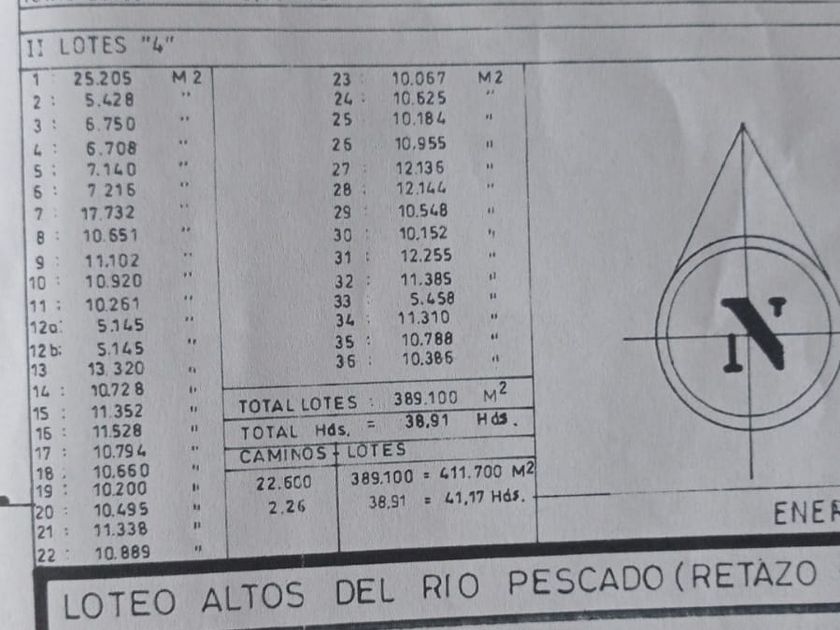 II LOTES "4"
1 : 25.205 M2
2 : 5.428 "
3 : 6.750 "
4 : 6.708 "
5 : 7.140 "
6 : 7 216 "
7 : 17.732 "
8 : 10.651 "
9 : 11.102 "
10 : 10.920 "
11 : 10.261 "
12a: 5.145 "
12 b: 5.145 "
13 13.320 "
14 : 10.728 "
15 : 11.352 "
16 : 11.528 "
17 : 10.794 "
18 . 10.660 "
19 : 10.200 "
20 : 10.495 "
21 : 11.338 "
22 : 10.889 "
23 : 10.067 M2
24 : 10.625 "
25 10.184 "
26 10.955 "
27 : 12.136 "
28 : 12.144 "
29 : 10.548 "
30 : 10.152 "
31 : 12.255 "
32 : 11.385 "
33 : 5.458 "
34 : 11.310 "
35 : 10.788 "
36 : 10.386 "
TOTAL LOTES : 389.100 M2
TOTAL Hds. = 38,91 Hds.
CAMINOS + LOTES
22.600 389.100 = 411.700 M2
2.26 38,91 = 41,17 Hds.
N
ENER
LOTEO ALTOS DEL RIO PESCADO (RETAZO